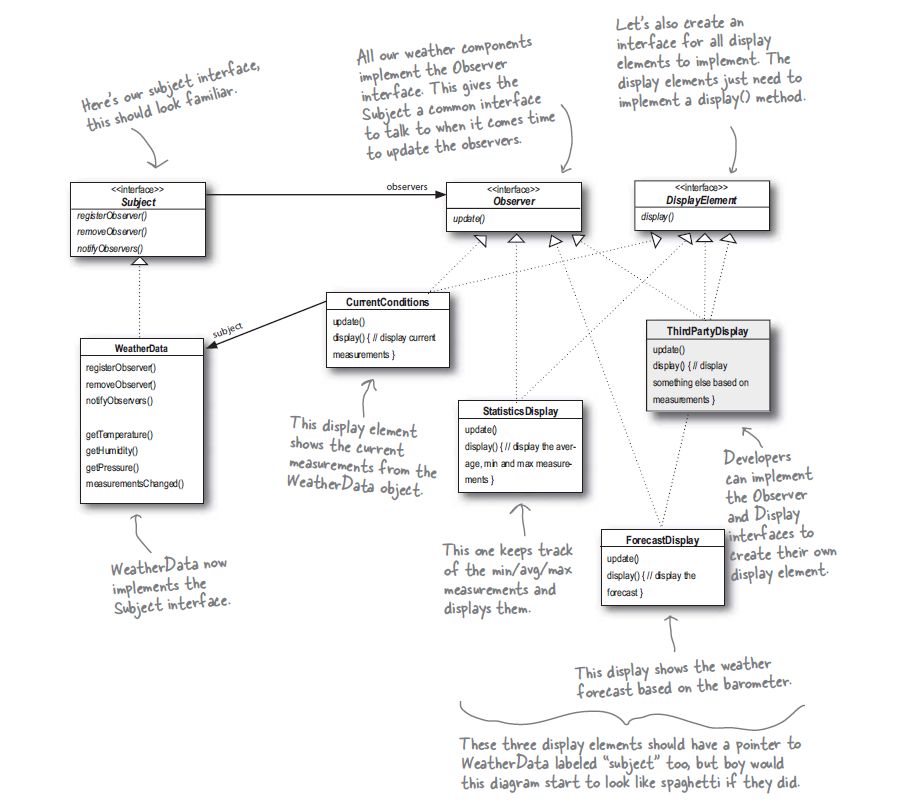 Here's our subject interface,
this should look familiar.
All our weather components
implement the Observer
interface. This gives the
Subject a common interface
to talk to when it comes time
to update the observers.
Let's also create an
interface for all display
elements to implement. The
display elements just need to
implement a display() method.
<<interface>>
Subject
registerObserver()
removeObserver()
notifyObservers()
observers
<<interface>>
Observer
update()
<<interface>>
DisplayElement
display()
subject
CurrentConditions
update()
display() { // display current
measurements }
WeatherData
registerObserver()
removeObserver()
notifyObservers()
getTemperature()
getHumidity()
getPressure()
measurementsChanged()
ThirdPartyDisplay
update()
display() { // display
something else based on
measurements }
StatisticsDisplay
update()
display() { // display the aver-
age, min and max measure-
ments }
This display element
shows the current
measurements from the
WeatherData object.
Developers
can implement
the Observer
and Display
interfaces to
create their own
display element.
ForecastDisplay
update()
display() { // display the
forecast }
WeatherData now
implements the
Subject interface.
This one keeps track
of the min/avg/max
measurements and
displays them.
This display shows the weather
forecast based on the barometer.
These three display elements should have a pointer to
WeatherData labeled "subject" too, but boy would
this diagram start to look like spaghetti if they did.